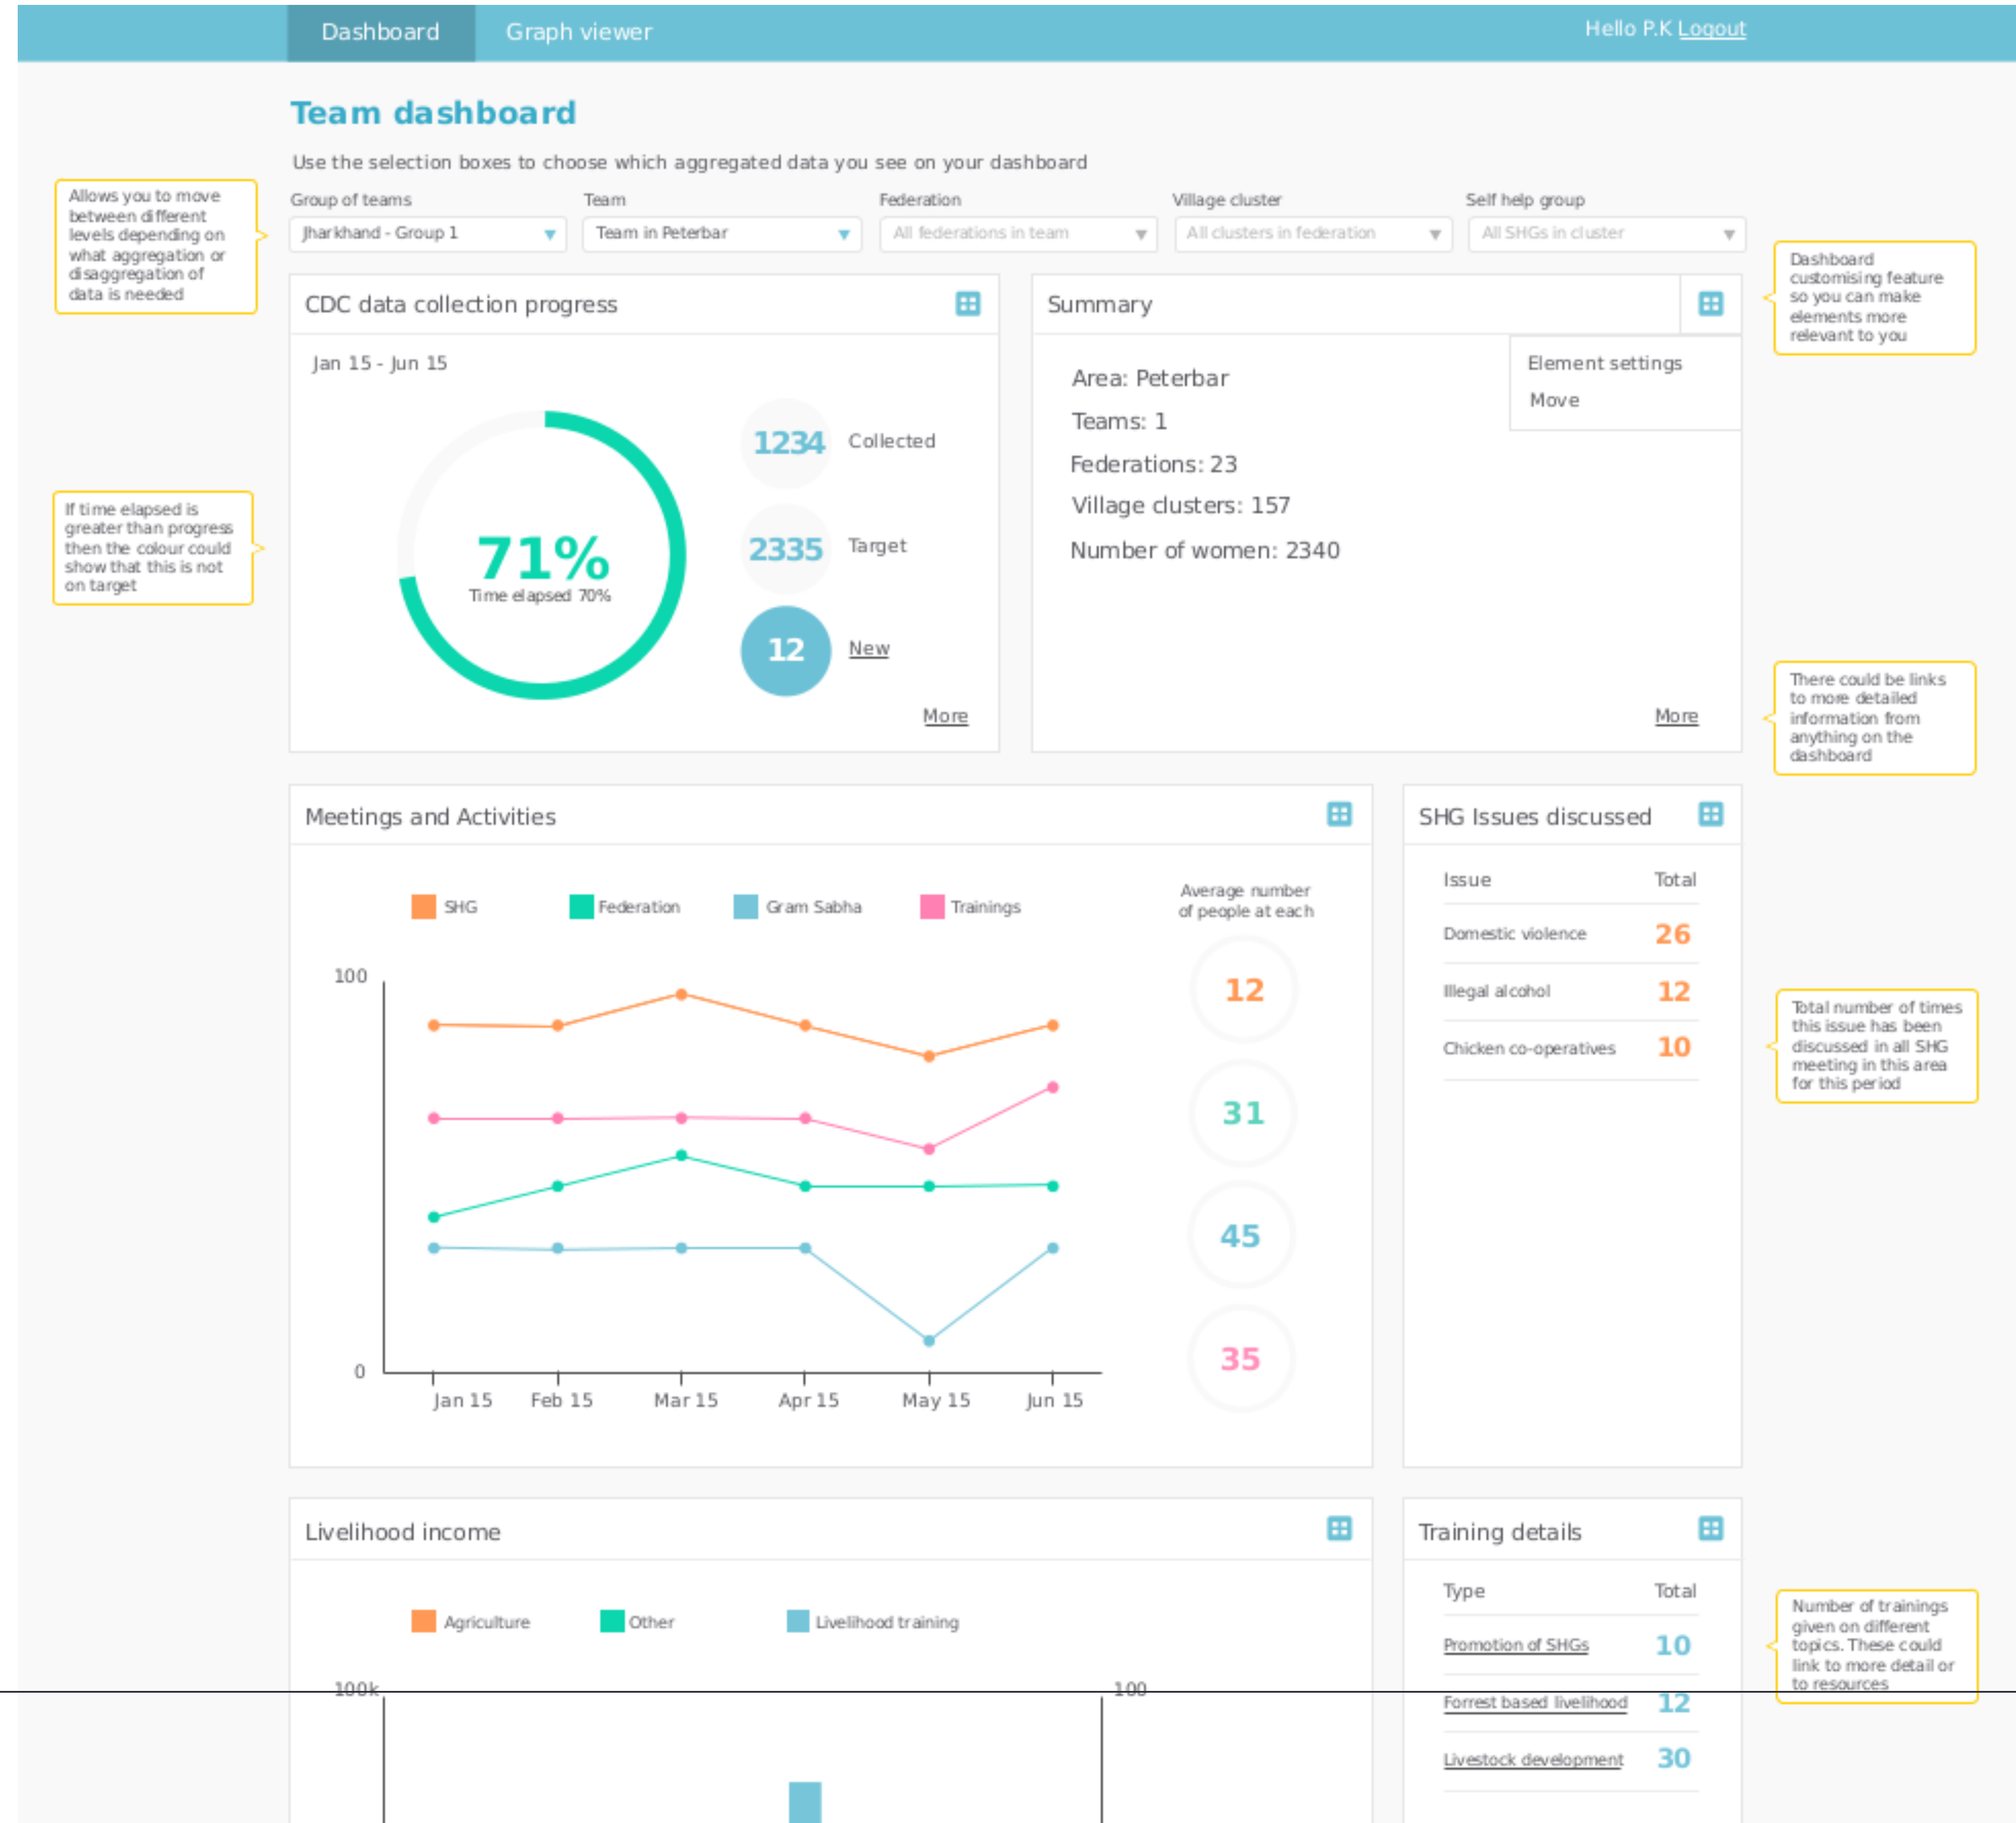 Dashboard
Graph viewer
Hello P.K Logout
Team dashboard
Use the selection boxes to choose which aggregated data you see on your dashboard
Allows you to move
between different
levels depending on
what aggregation or
disaggregation of
data is needed
Group of teams
Team
Federation
Village cluster
Self help group
Jharkhand - Group 1
Team in Peterbar
All federations in team
All clusters in federation
All SHGs in cluster
Dashboard
customising feature
so you can make
elements more
relevant to you
CDC data collection progress
Jan 15 - Jun 15
71%
Time elapsed 70%
1234 Collected
2335 Target
12 New
More
If time elapsed is
greater than progress
then the colour could
show that this is not
on target
Summary
Element settings
Move
Area: Peterbar
Teams: 1
Federations: 23
Village clusters: 157
Number of women: 2340
More
There could be links
to more detailed
information from
anything on the
dashboard
Meetings and Activities
SHG
Federation
Gram Sabha
Trainings
Average number
of people at each
100
0
Jan 15
Feb 15
Mar 15
Apr 15
May 15
Jun 15
12
31
45
35
SHG Issues discussed
Issue Total
Domestic violence 26
Illegal alcohol 12
Chicken co-operatives 10
Total number of times
this issue has been
discussed in all SHG
meeting in this area
for this period
Livelihood income
Agriculture
Other
Livelihood training
100k
100
Training details
Type Total
Promotion of SHGs 10
Forrest based livelihood 12
Livestock development 30
Number of trainings
given on different
topics. These could
link to more detail or
to resources